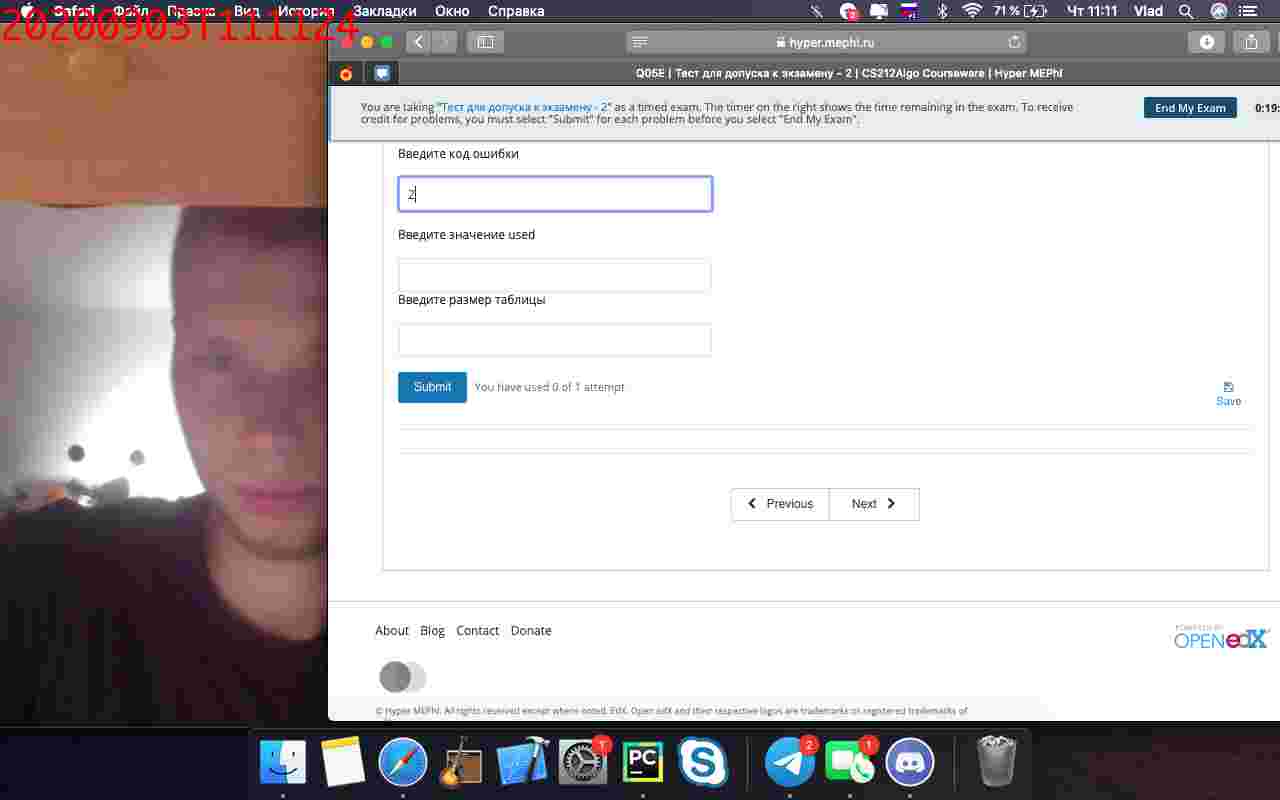 Safari Файл Правка Вид История Закладки Окно Справка 71 % Чт 11:11 Vlad
20200903T111124
hyper.mephi.ru
Q05E | Тест для допуска к экзамену – 2 | CS212Algo Courseware | Hyper MEPhI
You are taking "Тест для допуска к экзамену - 2" as a timed exam. The timer on the right shows the time remaining in the exam. To receive
credit for problems, you must select "Submit" for each problem before you select "End My Exam".
End My Exam
0:19:
Введите код ошибки
2
Введите значение used
Введите размер таблицы
Submit You have used 0 of 1 attempt
Save
Previous Next
About Blog Contact Donate
POWERED BY
OPEN edX
© Hyper MEPhI. All rights reserved except where noted. EdX, Open edX and their respective logos are trademarks or registered trademarks of
1 PC S 2 1